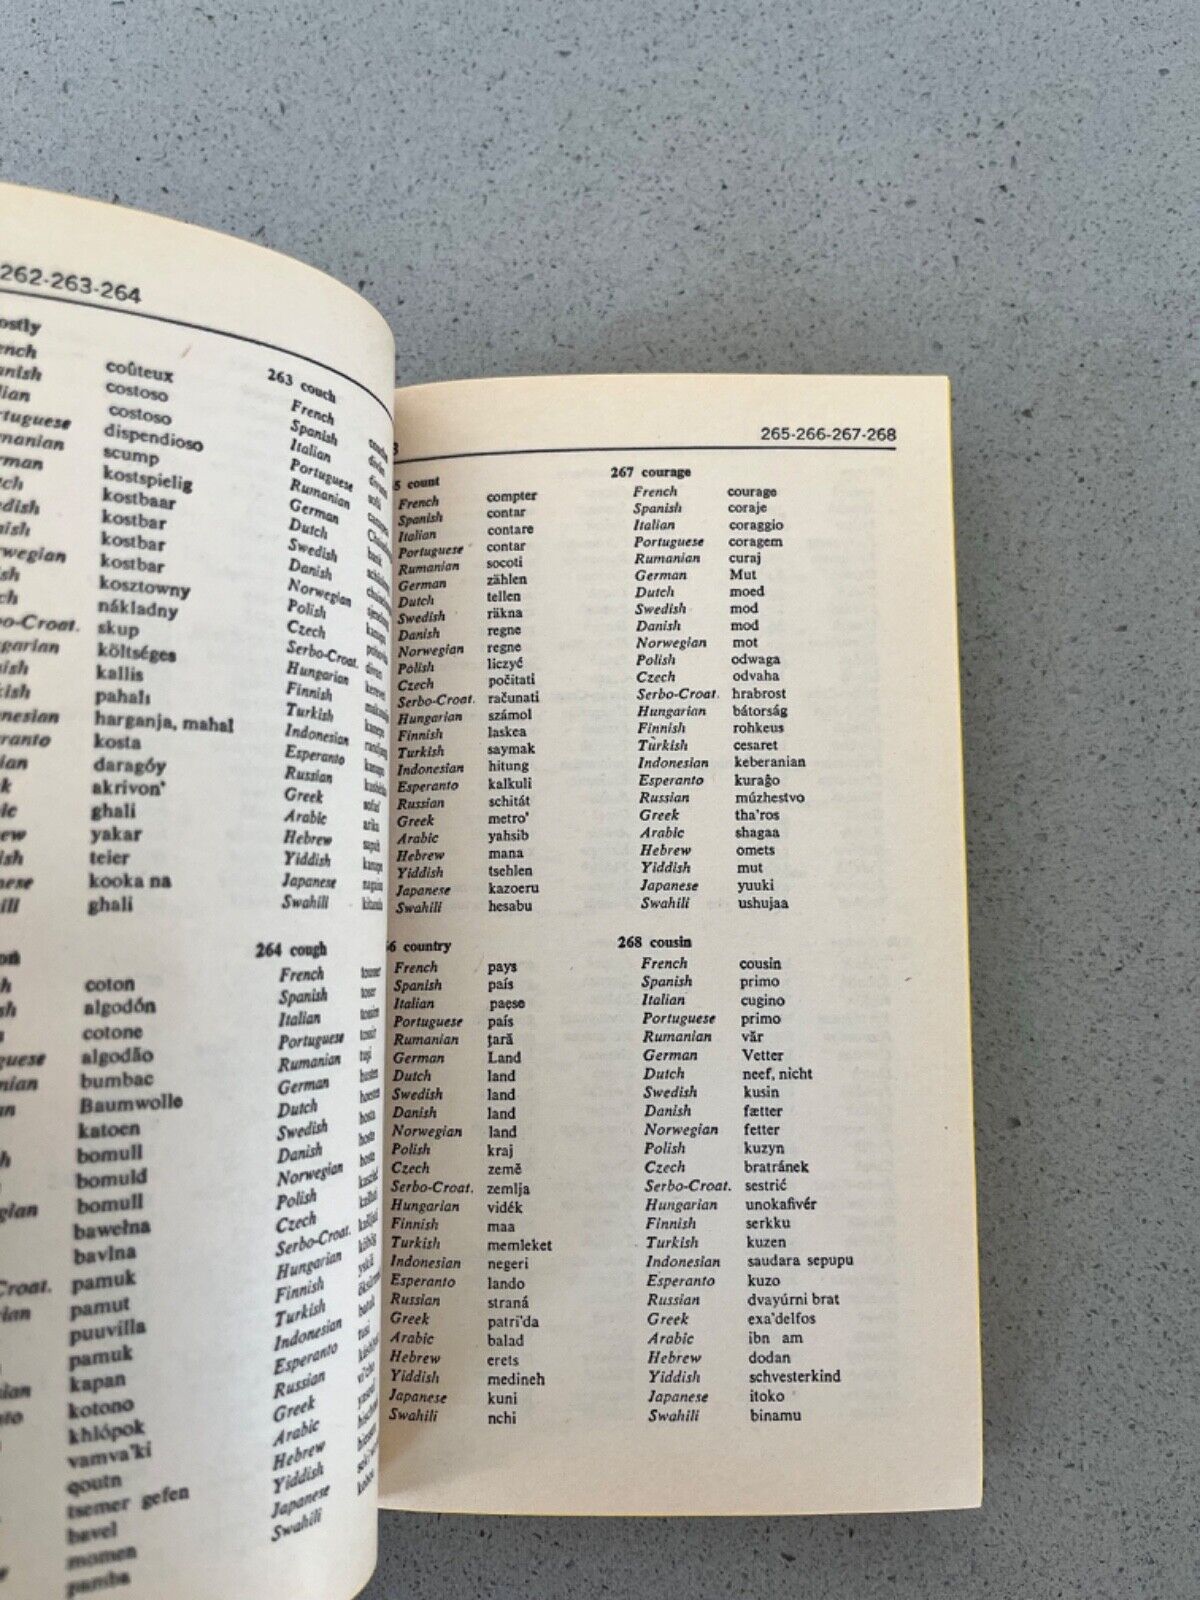 262-263-264
coûteux
costoso
costoso
dispendioso
scump
kostspielig
kostbaar
kostbar
kostbar
kostbar
kosztowny
nákladny
skup
költséges
kallis
pahalı
harganja, mahal
kosta
daragóy
akrivon'
ghali
yakar
teier
kooka na
ghali
coton
algodón
cotone
algodão
bumbac
Baumwolle
katoen
bomull
bomuld
bomull
bawełna
bavlna
pamuk
pamut
puuvilla
pamuk
kapan
kotono
khlópok
vamva'ki
qoutn
tsemer gefen
bavel
momen
pamba
263 couch
French
Spanish
Italian
Portuguese
Rumanian
German
Dutch
Swedish
Danish
Norwegian
Polish
Czech
Serbo-Croat.
Hungarian
Finnish
Turkish
Indonesian
Esperanto
Russian
Greek
Arabic
Hebrew
Yiddish
Japanese
Swahili
264 cough
French
Spanish
Italian
Portuguese
Rumanian
German
Dutch
Swedish
Danish
Norwegian
Polish
Czech
Serbo-Croat.
Hungarian
Finnish
Turkish
Indonesian
Esperanto
Russian
Greek
Arabic
Hebrew
Yiddish
Japanese
Swahili
265-266-267-268
count
French compter
Spanish contar
Italian contare
Portuguese contar
Rumanian socoti
German zählen
Dutch tellen
Swedish räkna
Danish regne
Norwegian regne
Polish liczyć
Czech počitati
Serbo-Croat. računati
Hungarian számol
Finnish laskea
Turkish saymak
Indonesian hitung
Esperanto kalkuli
Russian schitát
Greek metro'
Arabic yahsib
Hebrew mana
Yiddish tsehlen
Japanese kazoeru
Swahili hesabu
country
French pays
Spanish país
Italian paese
Portuguese país
Rumanian ţară
German Land
Dutch land
Swedish land
Danish land
Norwegian land
Polish kraj
Czech země
Serbo-Croat. zemlja
Hungarian vidék
Finnish maa
Turkish memleket
Indonesian negeri
Esperanto lando
Russian straná
Greek patri'da
Arabic balad
Hebrew erets
Yiddish medineh
Japanese kuni
Swahili nchi
267 courage
French courage
Spanish coraje
Italian coraggio
Portuguese coragem
Rumanian curaj
German Mut
Dutch moed
Swedish mod
Danish mod
Norwegian mot
Polish odwaga
Czech odvaha
Serbo-Croat. hrabrost
Hungarian bátorság
Finnish rohkeus
Turkish cesaret
Indonesian keberanian
Esperanto kuraĝo
Russian múzhestvo
Greek tha'ros
Arabic shagaa
Hebrew omets
Yiddish mut
Japanese yuuki
Swahili ushujaa
268 cousin
French cousin
Spanish primo
Italian cugino
Portuguese primo
Rumanian văr
German Vetter
Dutch neef, nicht
Swedish kusin
Danish fætter
Norwegian fetter
Polish kuzyn
Czech bratránek
Serbo-Croat. sestrić
Hungarian unokafivér
Finnish serkku
Turkish kuzen
Indonesian saudara sepupu
Esperanto kuzo
Russian dvayúrni brat
Greek exa'delfos
Arabic ibn am
Hebrew dodan
Yiddish schvesterkind
Japanese itoko
Swahili binamu